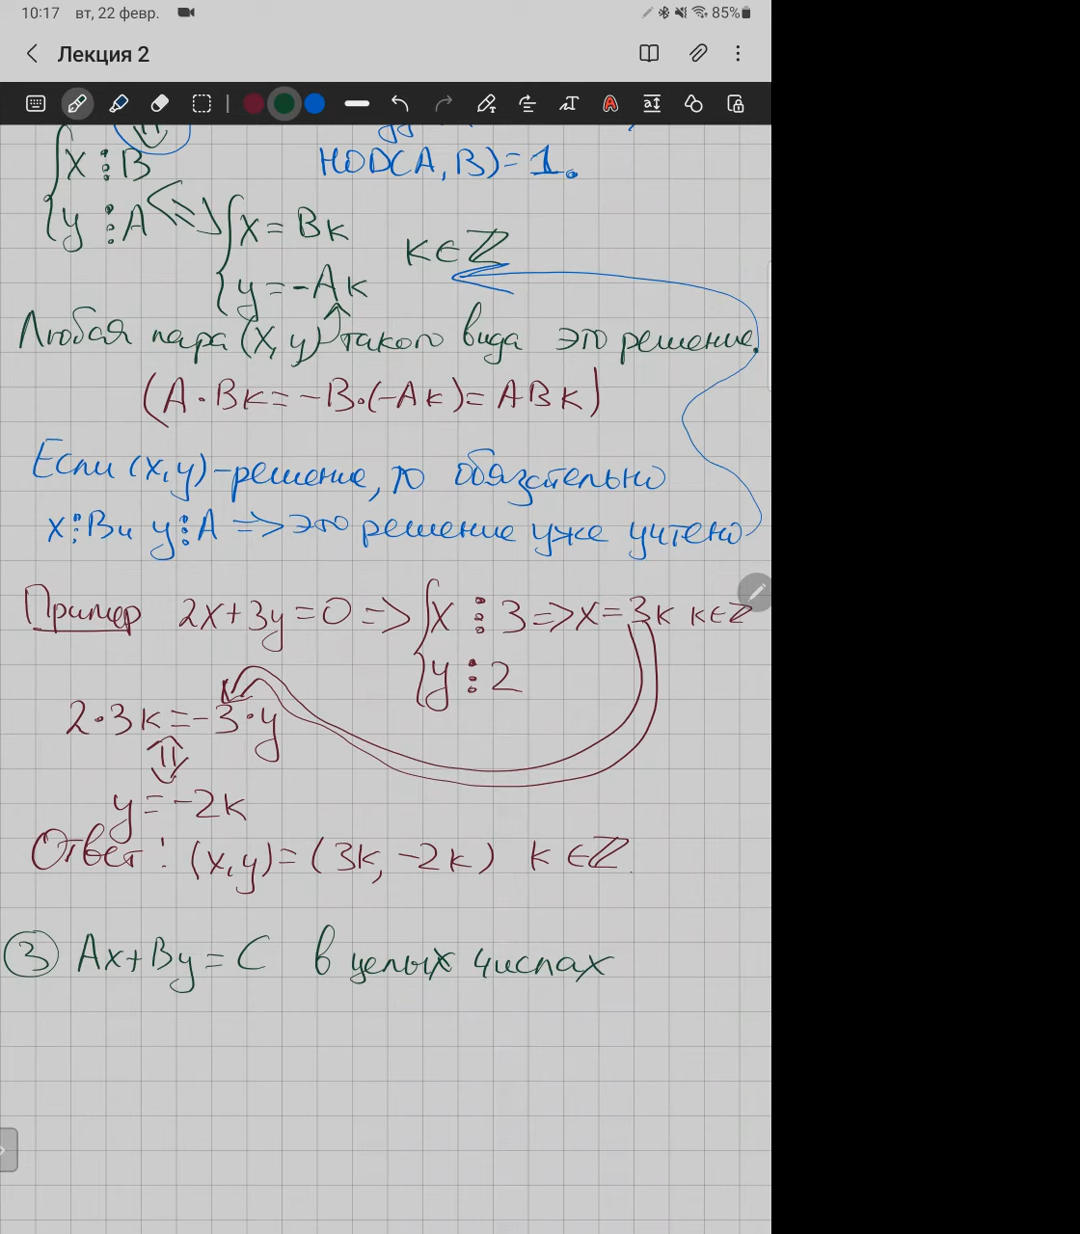 10:17 вт, 22 февр. 85%
Лекция 2
x ⋮ B
НОД(A, B) = 1.
y ⋮ A <=> x = Bk
k ∈ ℤ
y = -Ak
Любая пара (x, y) такого вида это решение.
(A · Bk = -B·(-Ak) = ABk)
Если (x, y) - решение, то обязательно
x ⋮ B и y ⋮ A => это решение уже учтено
Пример 2x + 3y = 0 => { x ⋮ 3 => x = 3k k ∈ ℤ
y ⋮ 2
2 · 3k = -3 · y
y = -2k
Ответ: (x, y) = (3k, -2k) k ∈ ℤ.
3 Ax + By = C в целых числах